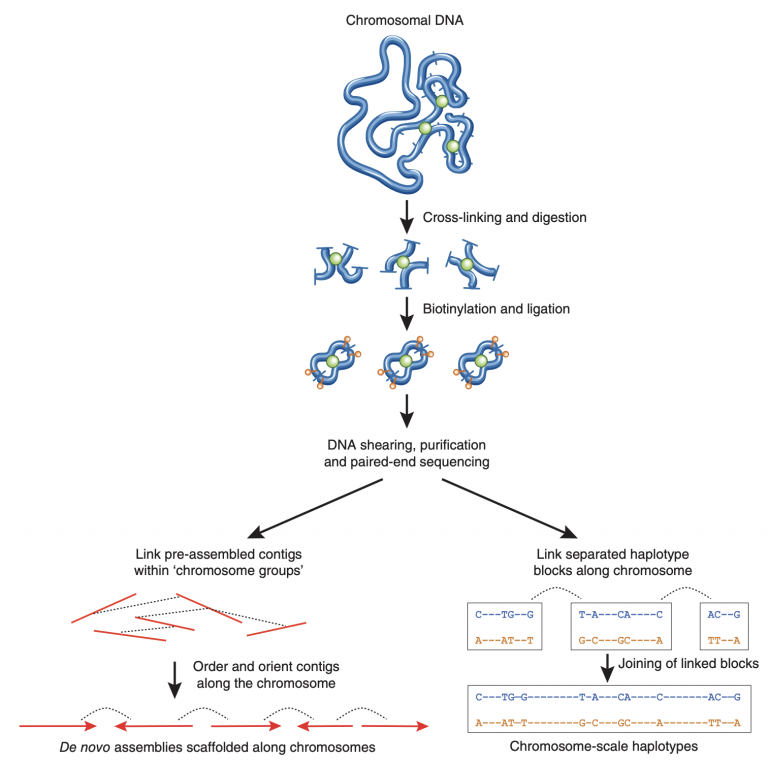 Chromosomal DNA
Cross-linking and digestion
Biotinylation and ligation
DNA shearing, purification
and paired-end sequencing
Link pre-assembled contigs
within ‘chromosome groups’
Order and orient contigs
along the chromosome
De novo assemblies scaffolded along chromosomes
Link separated haplotype
blocks along chromosome
C---TG--G T-A---CA----C AC--G
A---AT--T G-C---GC----A TT--A
Joining of linked blocks
C---TG-G--------T-A---CA----C-------AC--G
A---AT-T--------G-C---GC----A-------TT--A
Chromosome-scale haplotypes